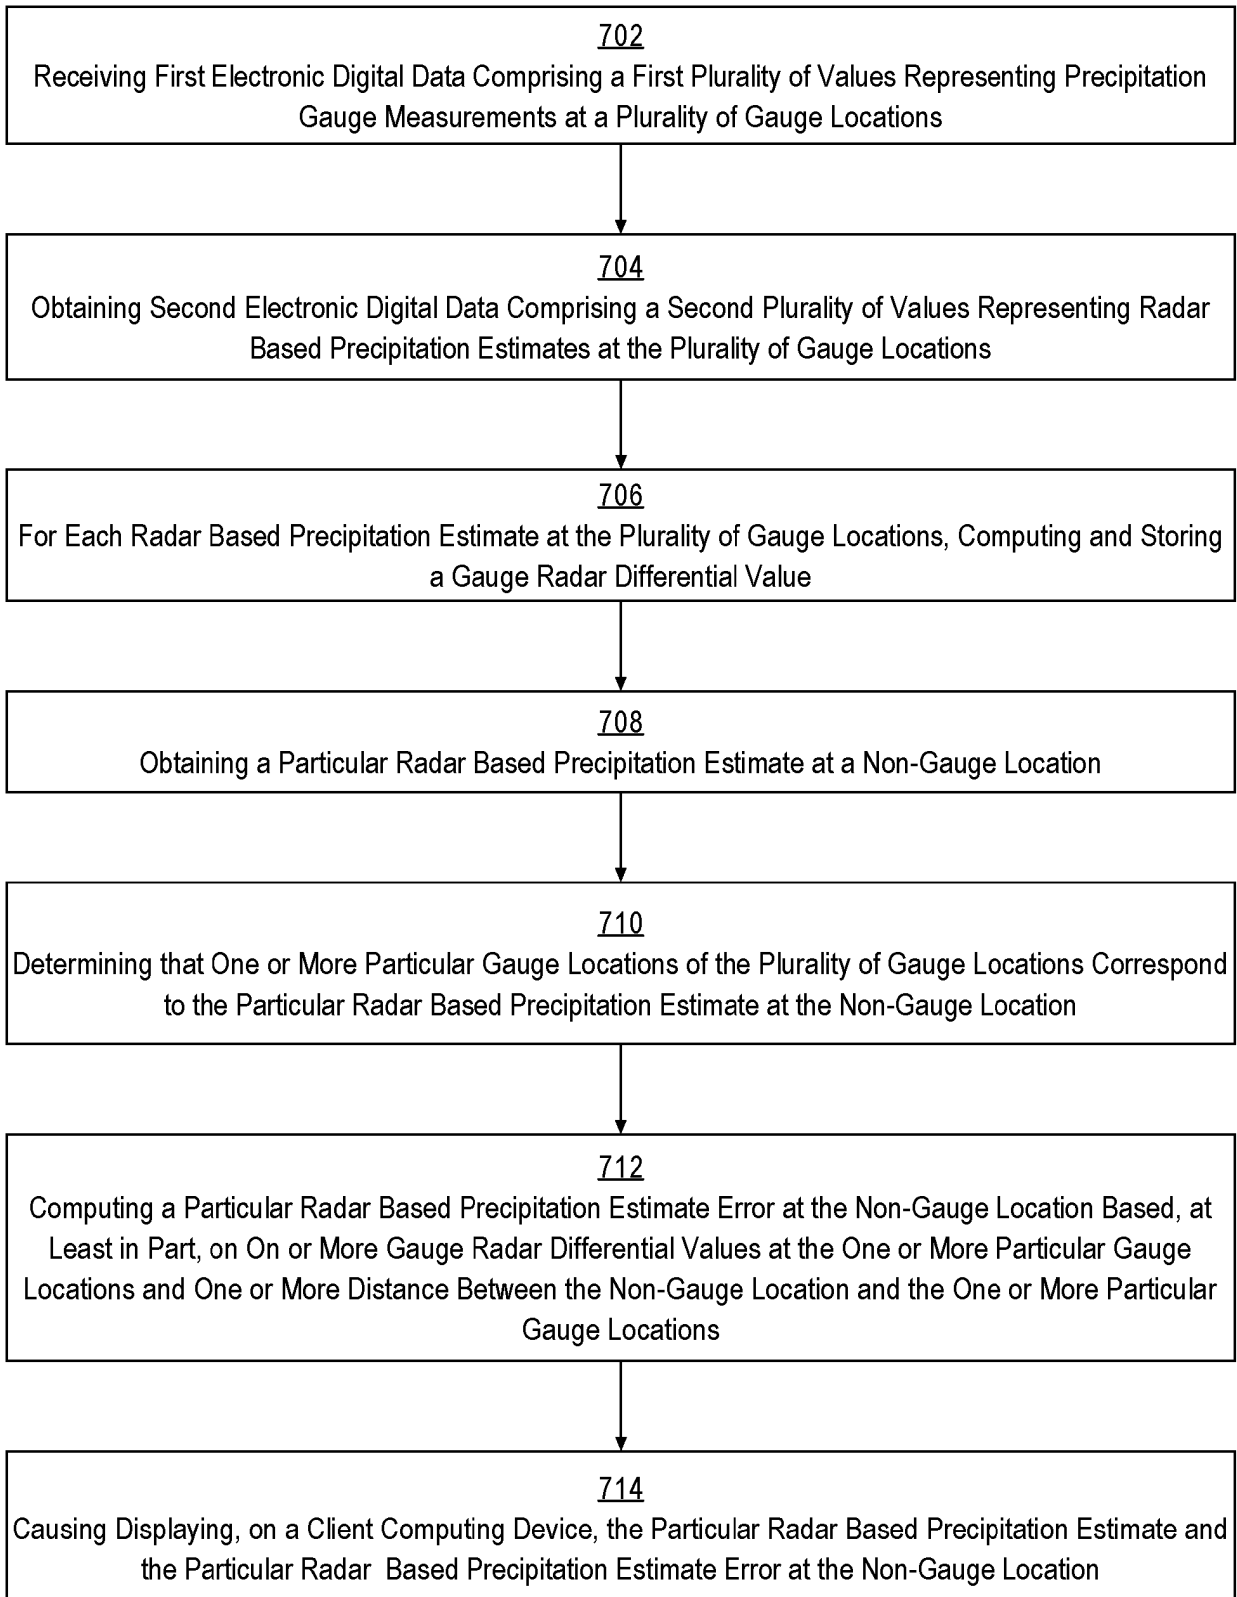 702
Receiving First Electronic Digital Data Comprising a First Plurality of Values Representing Precipitation
Gauge Measurements at a Plurality of Gauge Locations
704
Obtaining Second Electronic Digital Data Comprising a Second Plurality of Values Representing Radar
Based Precipitation Estimates at the Plurality of Gauge Locations
706
For Each Radar Based Precipitation Estimate at the Plurality of Gauge Locations, Computing and Storing
a Gauge Radar Differential Value
708
Obtaining a Particular Radar Based Precipitation Estimate at a Non-Gauge Location
710
Determining that One or More Particular Gauge Locations of the Plurality of Gauge Locations Correspond
to the Particular Radar Based Precipitation Estimate at the Non-Gauge Location
712
Computing a Particular Radar Based Precipitation Estimate Error at the Non-Gauge Location Based, at
Least in Part, on On or More Gauge Radar Differential Values at the One or More Particular Gauge
Locations and One or More Distance Between the Non-Gauge Location and the One or More Particular
Gauge Locations
714
Causing Displaying, on a Client Computing Device, the Particular Radar Based Precipitation Estimate and
the Particular Radar Based Precipitation Estimate Error at the Non-Gauge Location